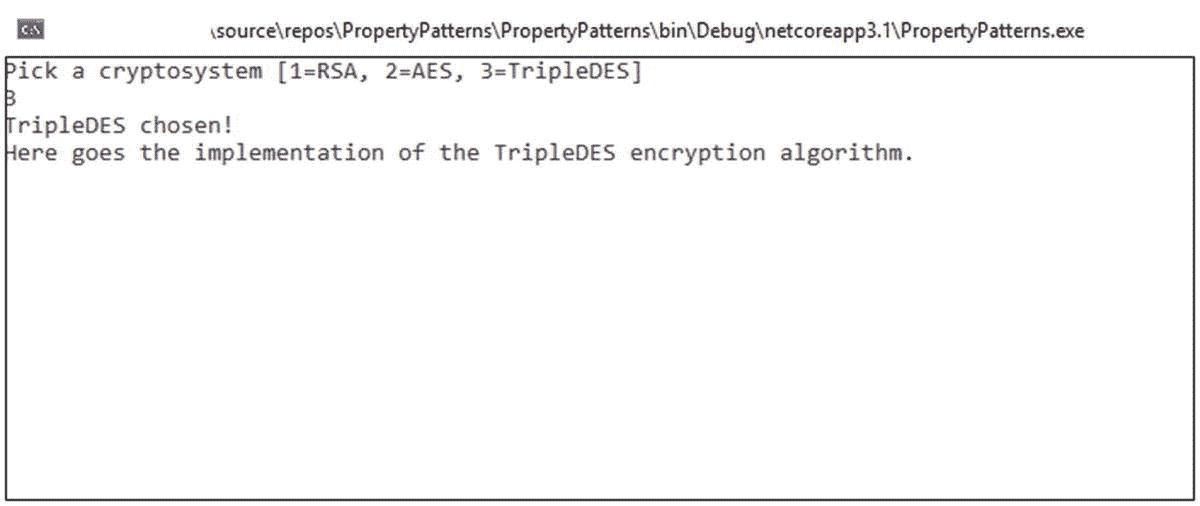 C:\
\source\repos\PropertyPatterns\PropertyPatterns\bin\Debug\netcoreapp3.1\PropertyPatterns.exe
Pick a cryptosystem [1=RSA, 2=AES, 3=TripleDES]
3
TripleDES chosen!
Here goes the implementation of the TripleDES encryption algorithm.